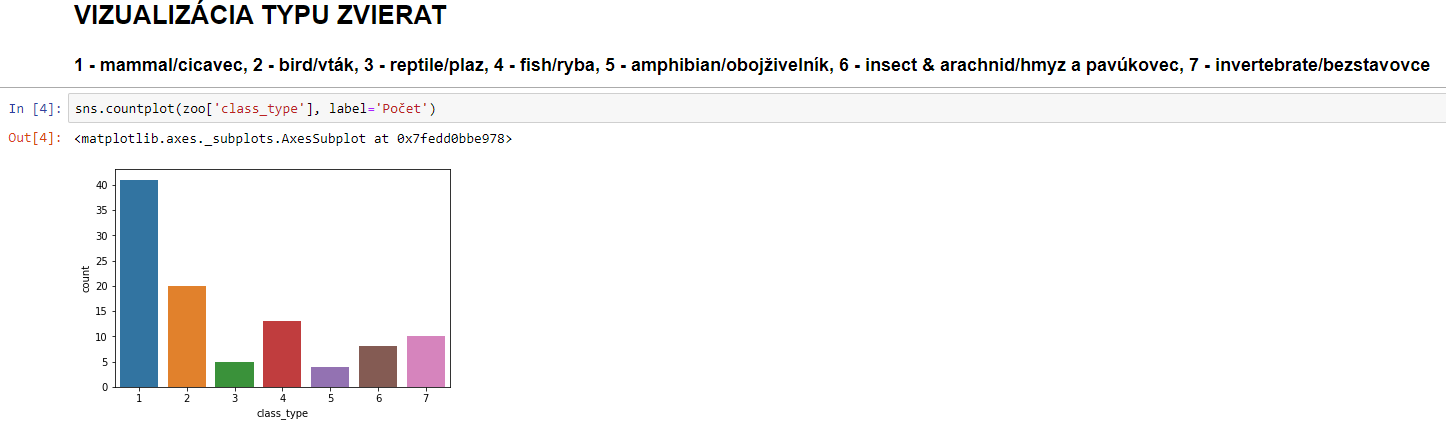 VIZUALIZÁCIA TYPU ZVIERAT
1 - mammal/cicavec, 2 - bird/vták, 3 - reptile/plaz, 4 - fish/ryba, 5 - amphibian/obojživelník, 6 - insect & arachnid/hmyz a pavúkovec, 7 - invertebrate/bezstavovce
In [4]: sns.countplot(zoo['class_type'], label='Počet')
Out[4]: <matplotlib.axes._subplots.AxesSubplot at 0x7fedd0bbe978>
40
35
30
25
20
15
10
5
0
count
1 2 3 4 5 6 7
class_type